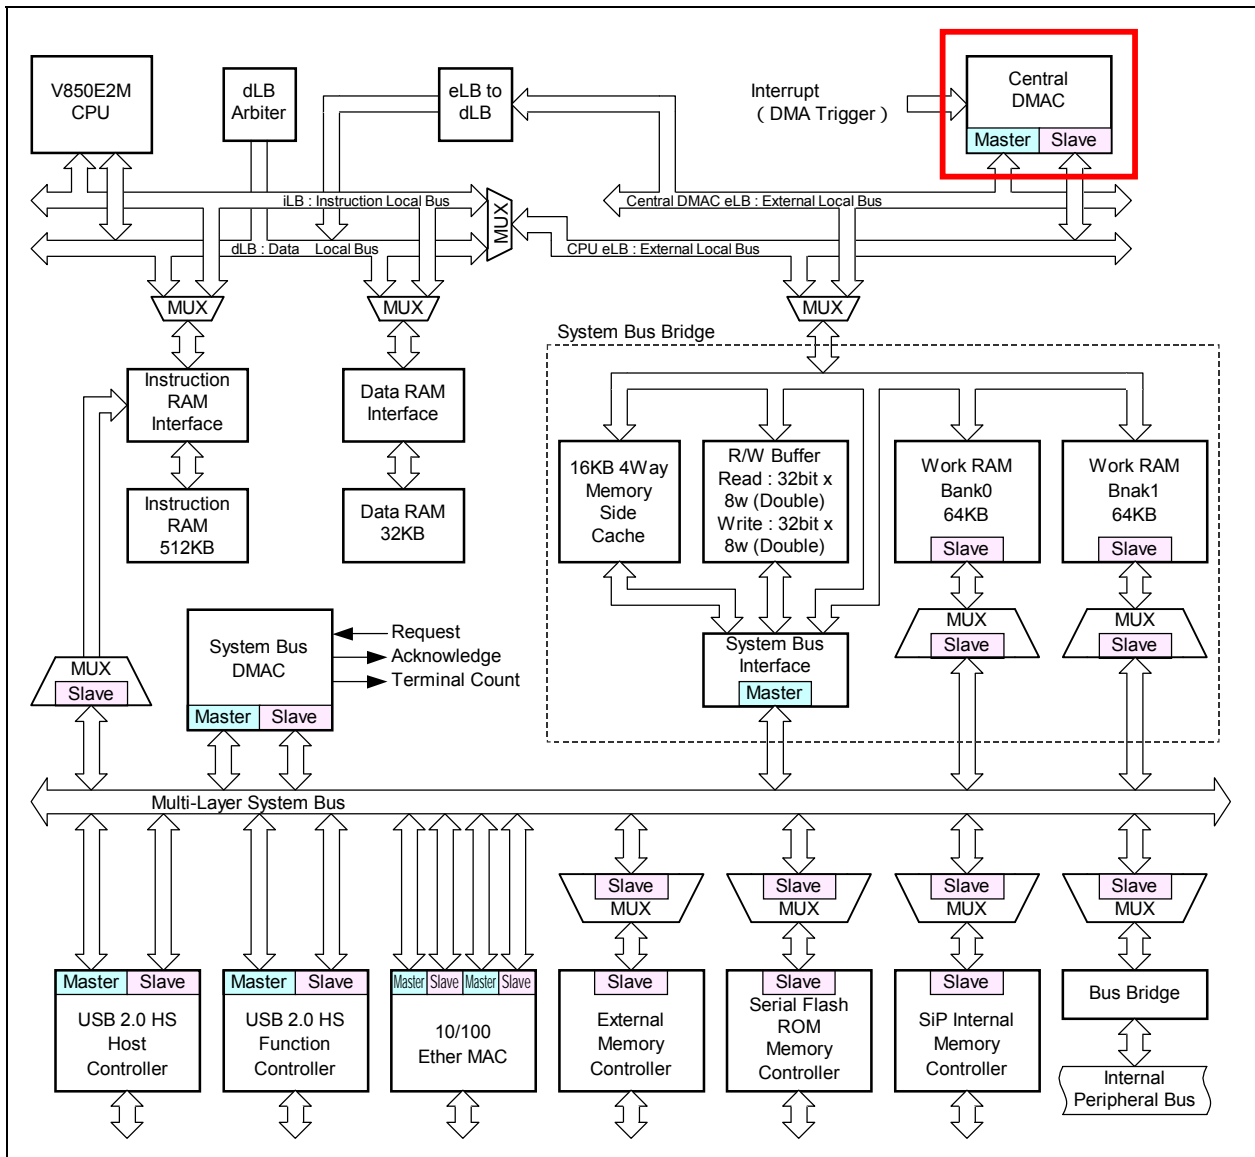 V850E2M
CPU
dLB
Arbiter
eLB to
dLB
Interrupt
( DMA Trigger )
Central
DMAC
Master Slave
iLB : Instruction Local Bus
MUX
Central DMAC eLB : External Local Bus
dLB : Data Local Bus
CPU eLB : External Local Bus
MUX
MUX
MUX
System Bus Bridge
Instruction
RAM
Interface
Data RAM
Interface
16KB 4Way
Memory
Side
Cache
R/W Buffer
Read : 32bit x
8w (Double)
Write : 32bit x
8w (Double)
Work RAM
Bank0
64KB
Slave
Work RAM
Bnak1
64KB
Slave
Instruction
RAM
512KB
Data RAM
32KB
MUX
Slave
System Bus
DMAC
Master Slave
Request
Acknowledge
Terminal Count
System Bus
Interface
Master
MUX
Slave
MUX
Slave
Multi-Layer System Bus
Slave
MUX
Slave
MUX
Slave
MUX
Slave
MUX
Master Slave
USB 2.0 HS
Host
Controller
Master Slave
USB 2.0 HS
Function
Controller
Master Slave Master Slave
10/100
Ether MAC
Slave
External
Memory
Controller
Slave
Serial Flash
ROM
Memory
Controller
Slave
SiP Internal
Memory
Controller
Bus Bridge
Internal
Peripheral Bus